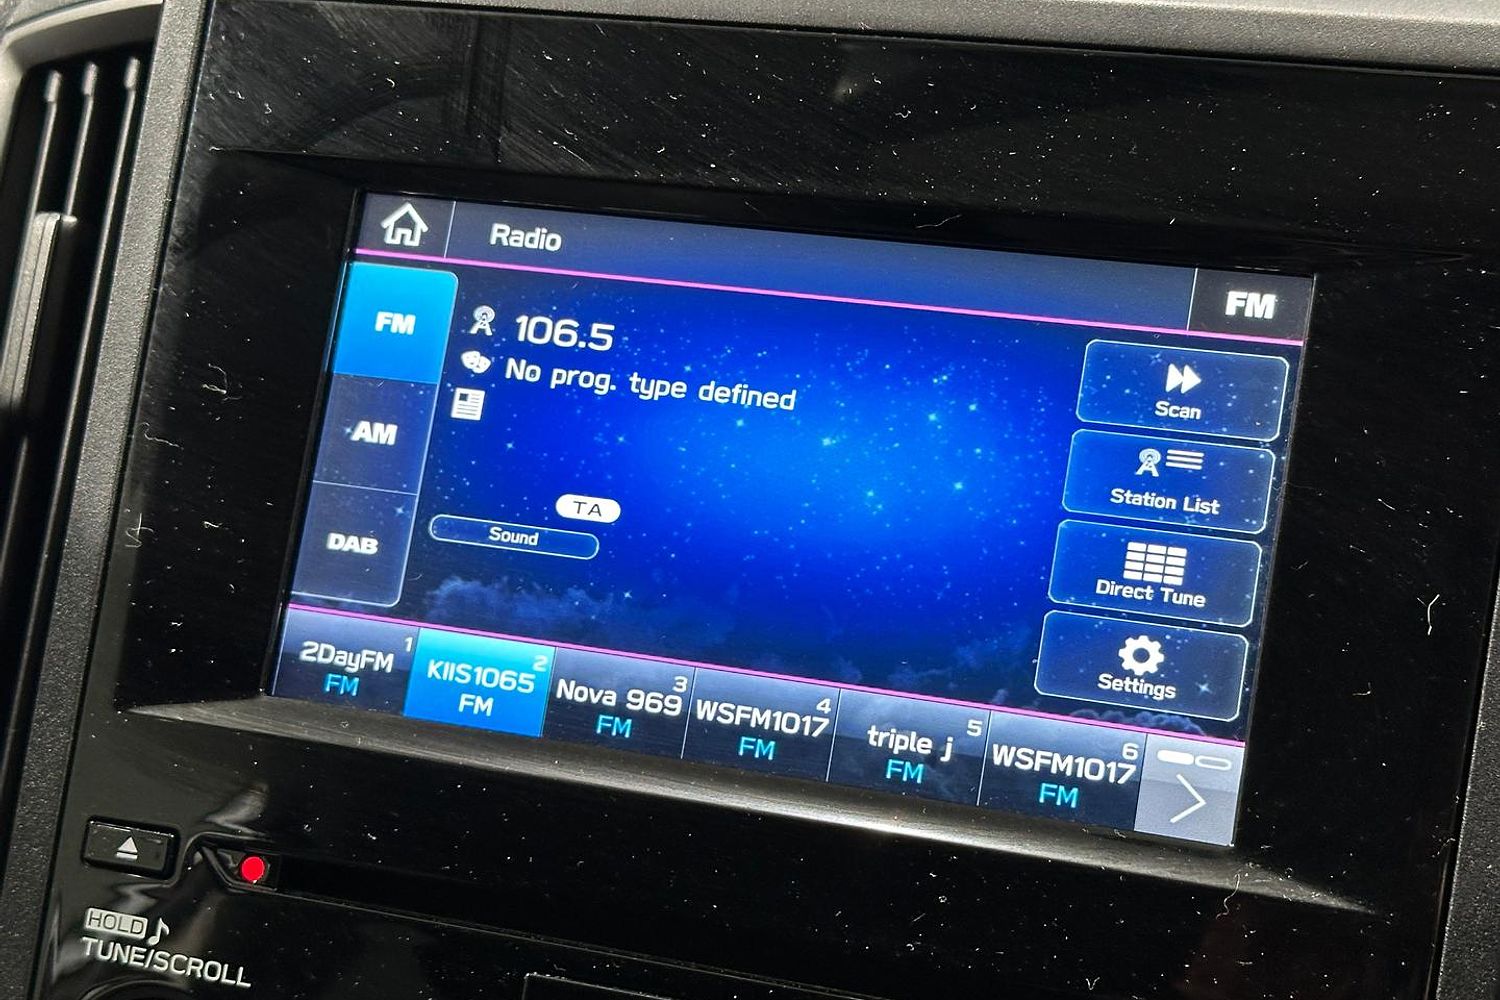 Radio
FM
FM
106.5
No prog. type defined
AM
DAB
TA
Sound
Scan
Station List
Direct Tune
Settings
1
2DayFM
FM
2
KIIS1065
FM
3
Nova 969
FM
4
WSFM1017
FM
5
triple j
FM
6
WSFM1017
FM
HOLD
TUNE/SCROLL